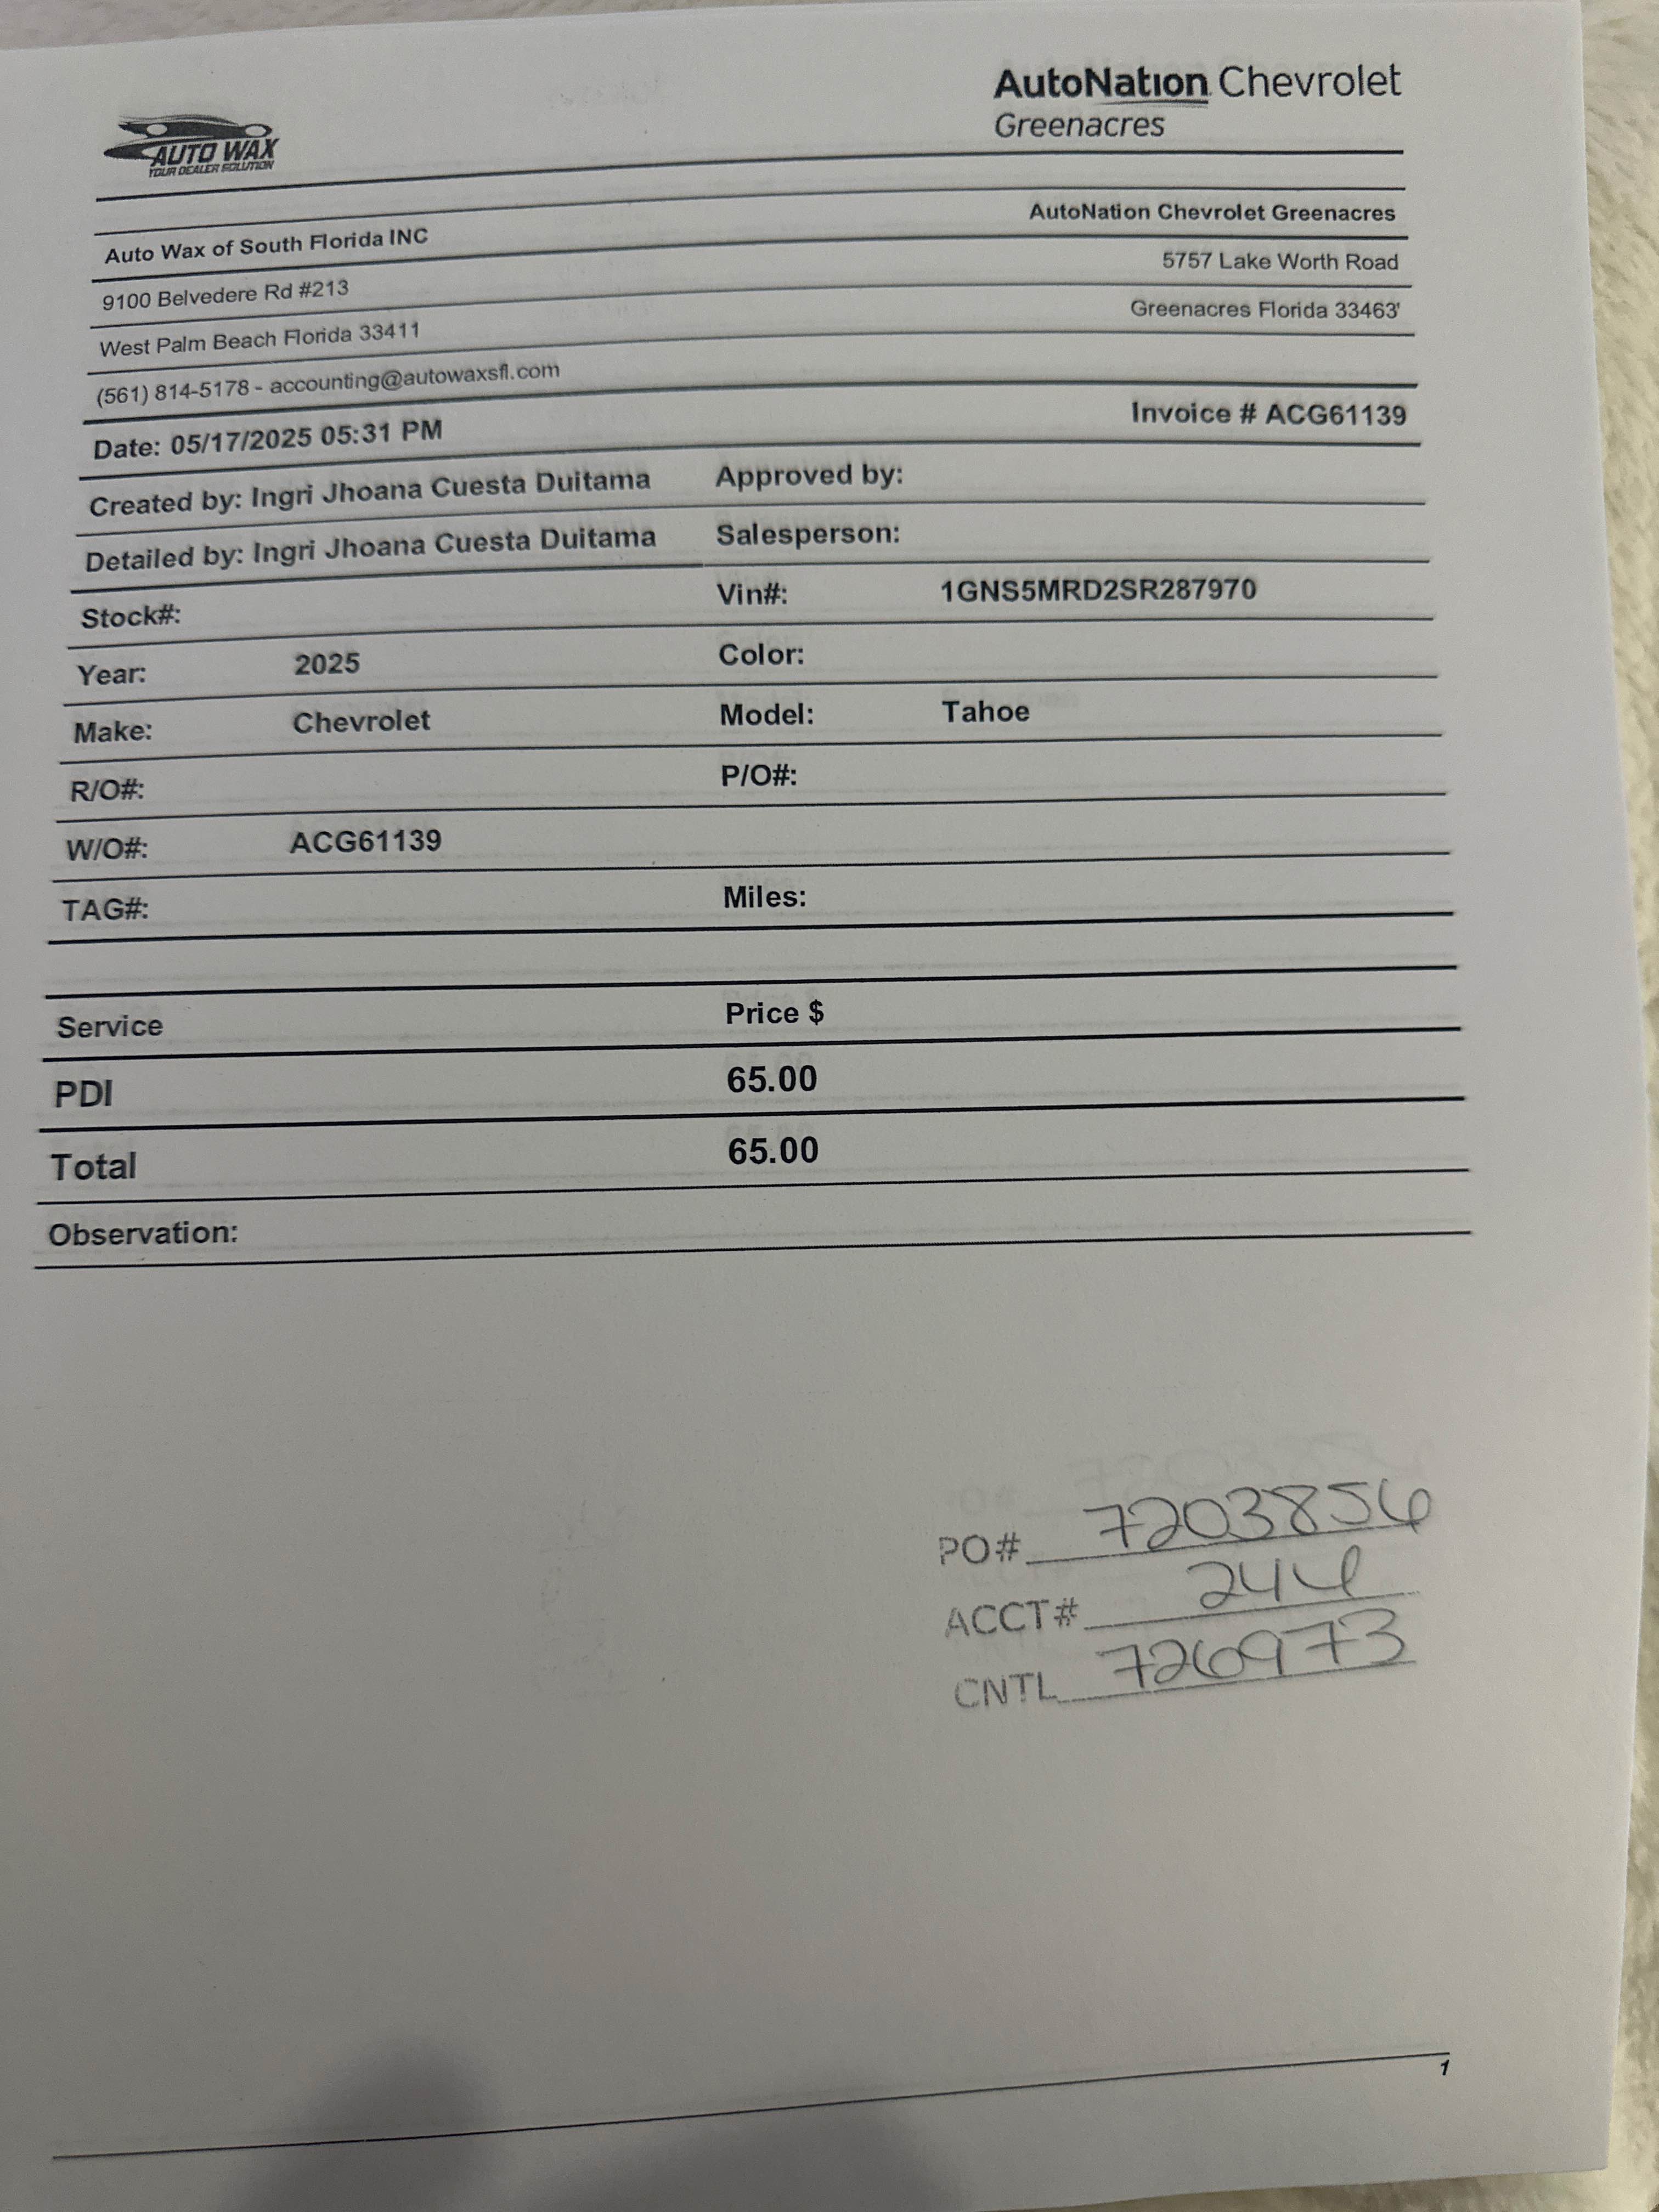 AUTO WAX
YOUR DEALER SOLUTION
AutoNation Chevrolet
Greenacres
Auto Wax of South Florida INC
AutoNation Chevrolet Greenacres
9100 Belvedere Rd #213
5757 Lake Worth Road
West Palm Beach Florida 33411
Greenacres Florida 33463'
(561) 814-5178 - accounting@autowaxsfl.com
Date: 05/17/2025 05:31 PM
Invoice # ACG61139
Created by: Ingri Jhoana Cuesta Duitama Approved by:
Detailed by: Ingri Jhoana Cuesta Duitama Salesperson:
Stock#: Vin#: 1GNS5MRD2SR287970
Year: 2025 Color:
Make: Chevrolet Model: Tahoe
R/O#: P/O#:
W/O#: ACG61139
TAG#: Miles:
Service Price $
PDI 65.00
Total 65.00
Observation:
PO# 7203856
ACCT#
CNTL 726973
1